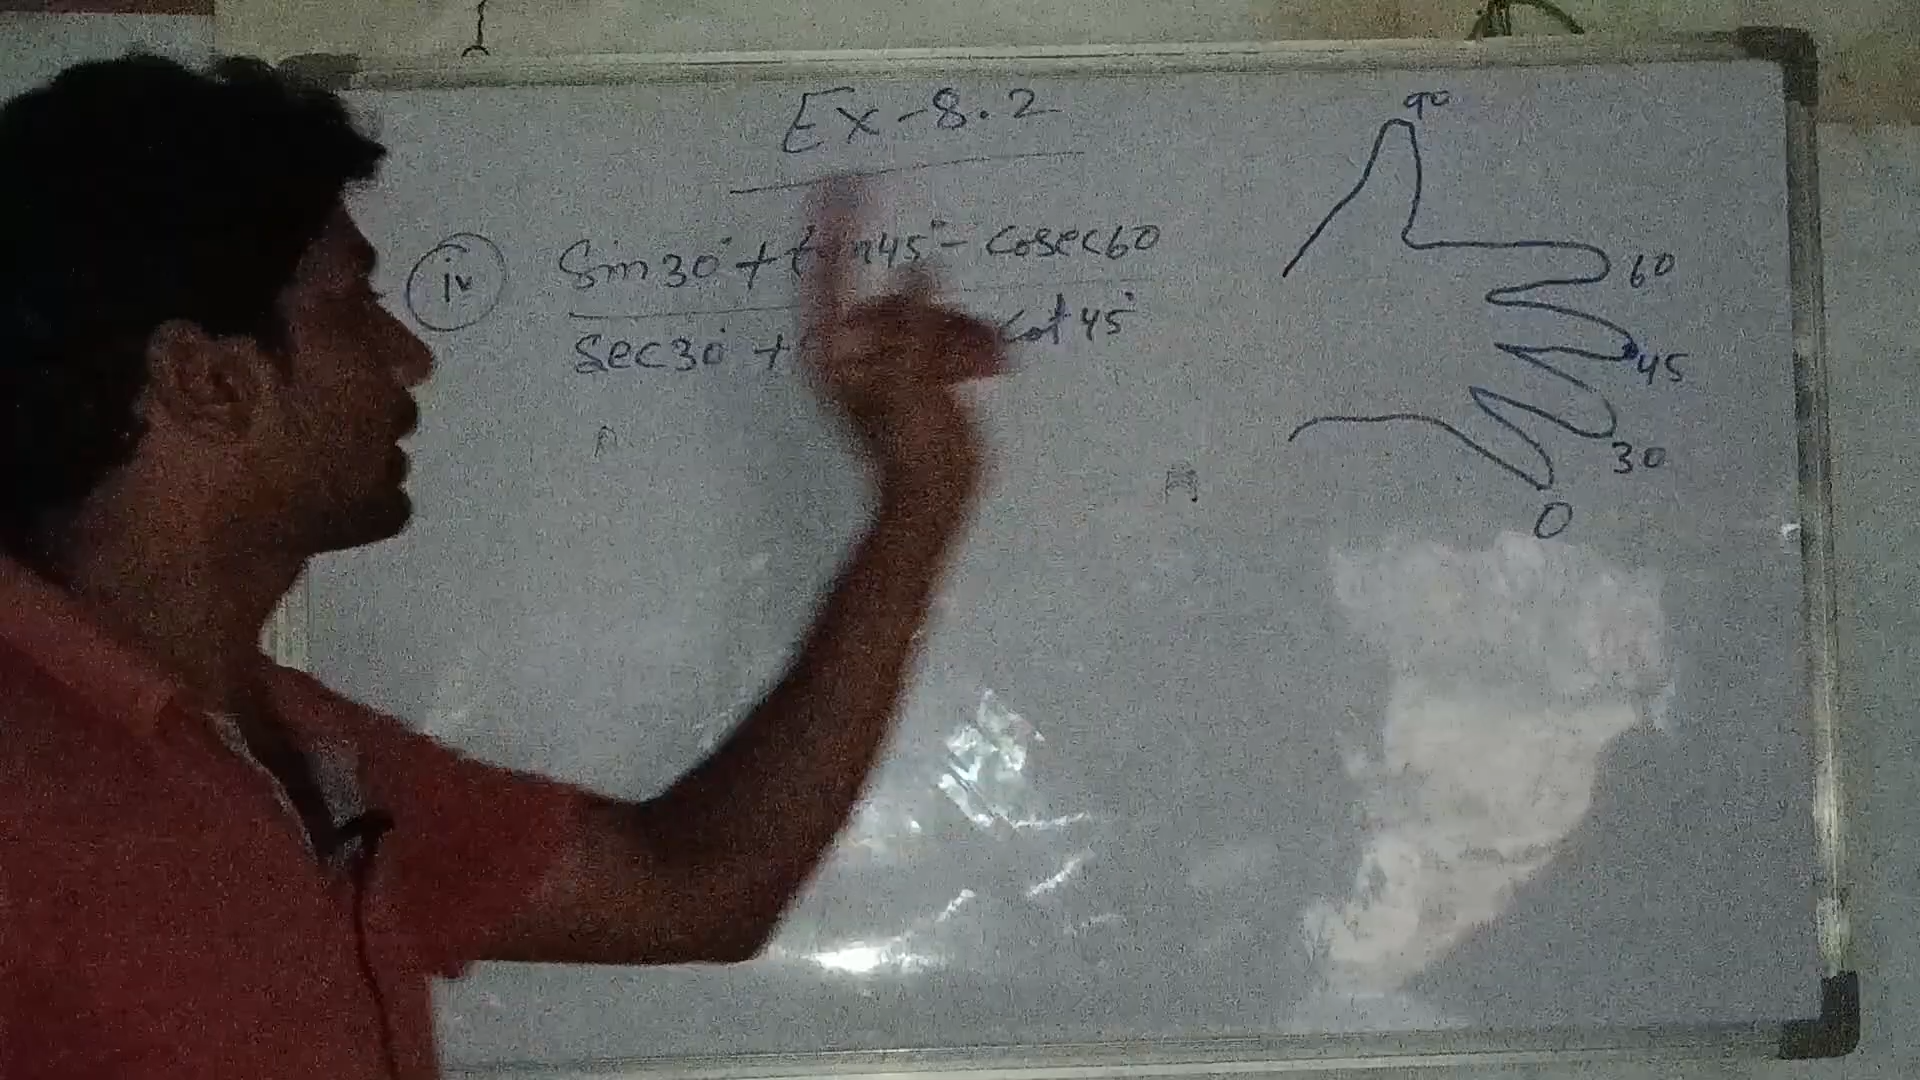 Ex-8.2
iv sin30° + tan45° - cosec60
sec30° + cot45°
90
60
45
30
0